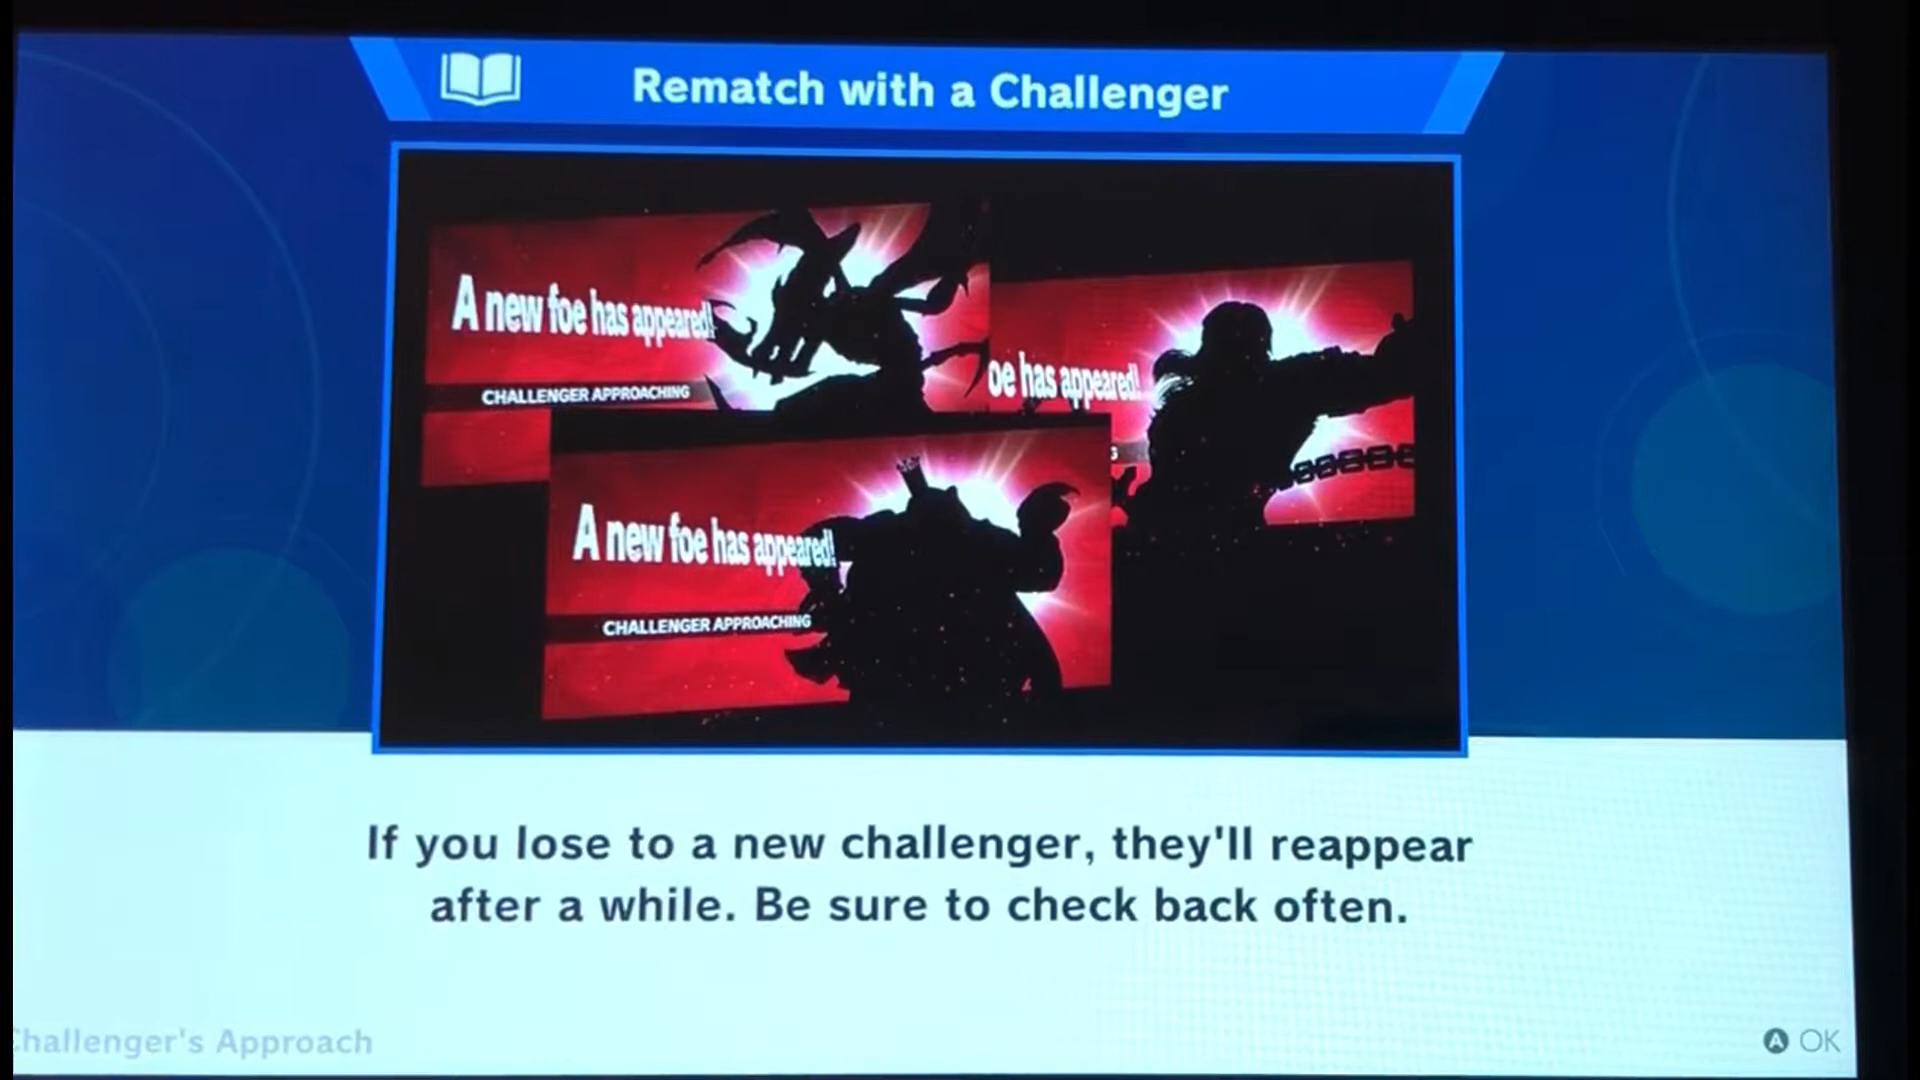 Rematch with a Challenger
A new foe has appeared!
CHALLENGER APPROACHING
oe has appeared!
G
A new foe has appeared!
CHALLENGER APPROACHING
If you lose to a new challenger, they'll reappear
after a while. Be sure to check back often.
Challenger's Approach
A OK